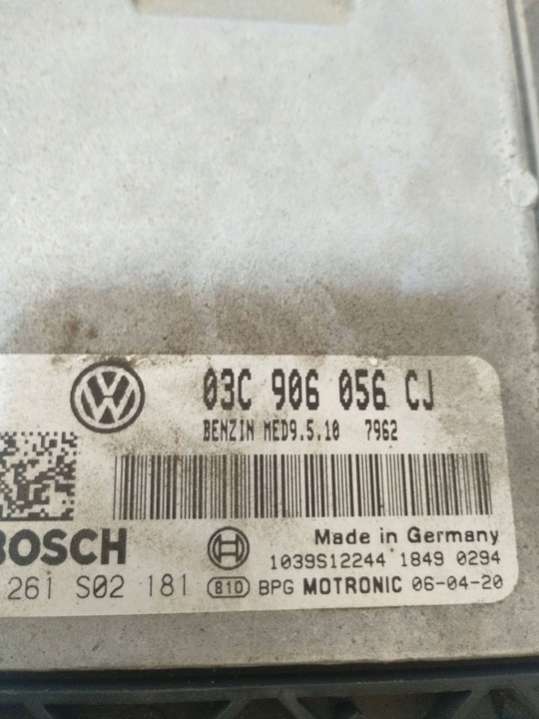 03C 906 056 CJ
BENZIN MED9.5.10 7962
BOSCH
Made in Germany
1039S12244 1849 0294
261 S02 181 810 BPG MOTRONIC 06-04-20